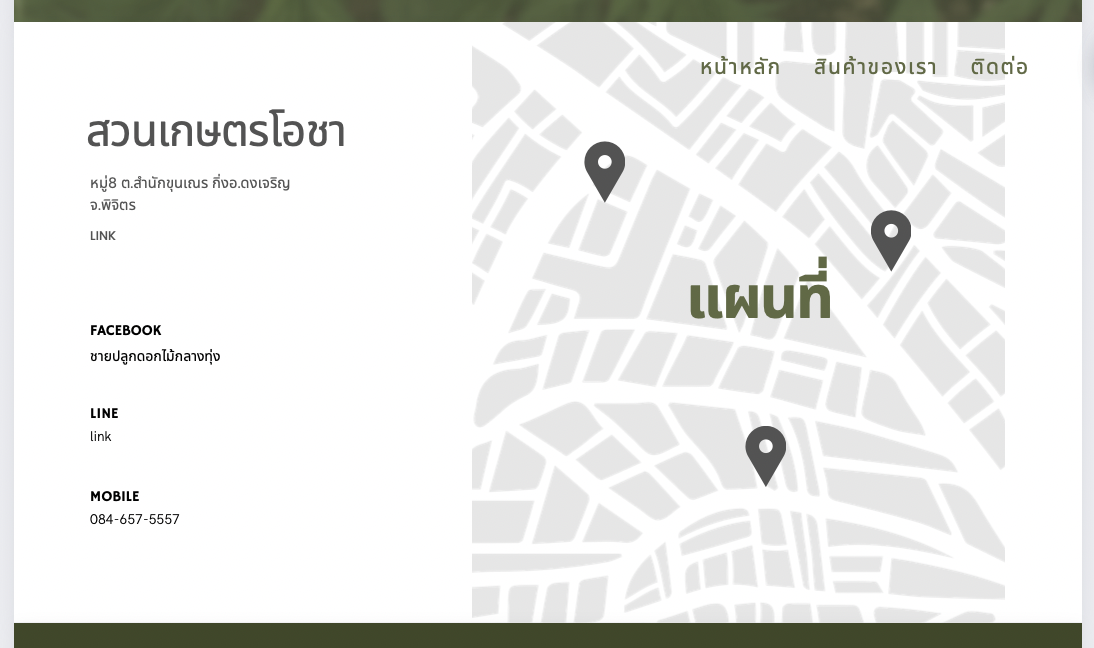 หน้าหลัก สินค้าของเรา ติดต่อ
สวนเกษตรโอชา
หมู่8 ต.สำนักขุนเณร กิ่งอ.ดงเจริญ
จ.พิจิตร
LINK
แผนที่
FACEBOOK
ชายปลูกดอกไม้กลางทุ่ง
LINE
link
MOBILE
084-657-5557